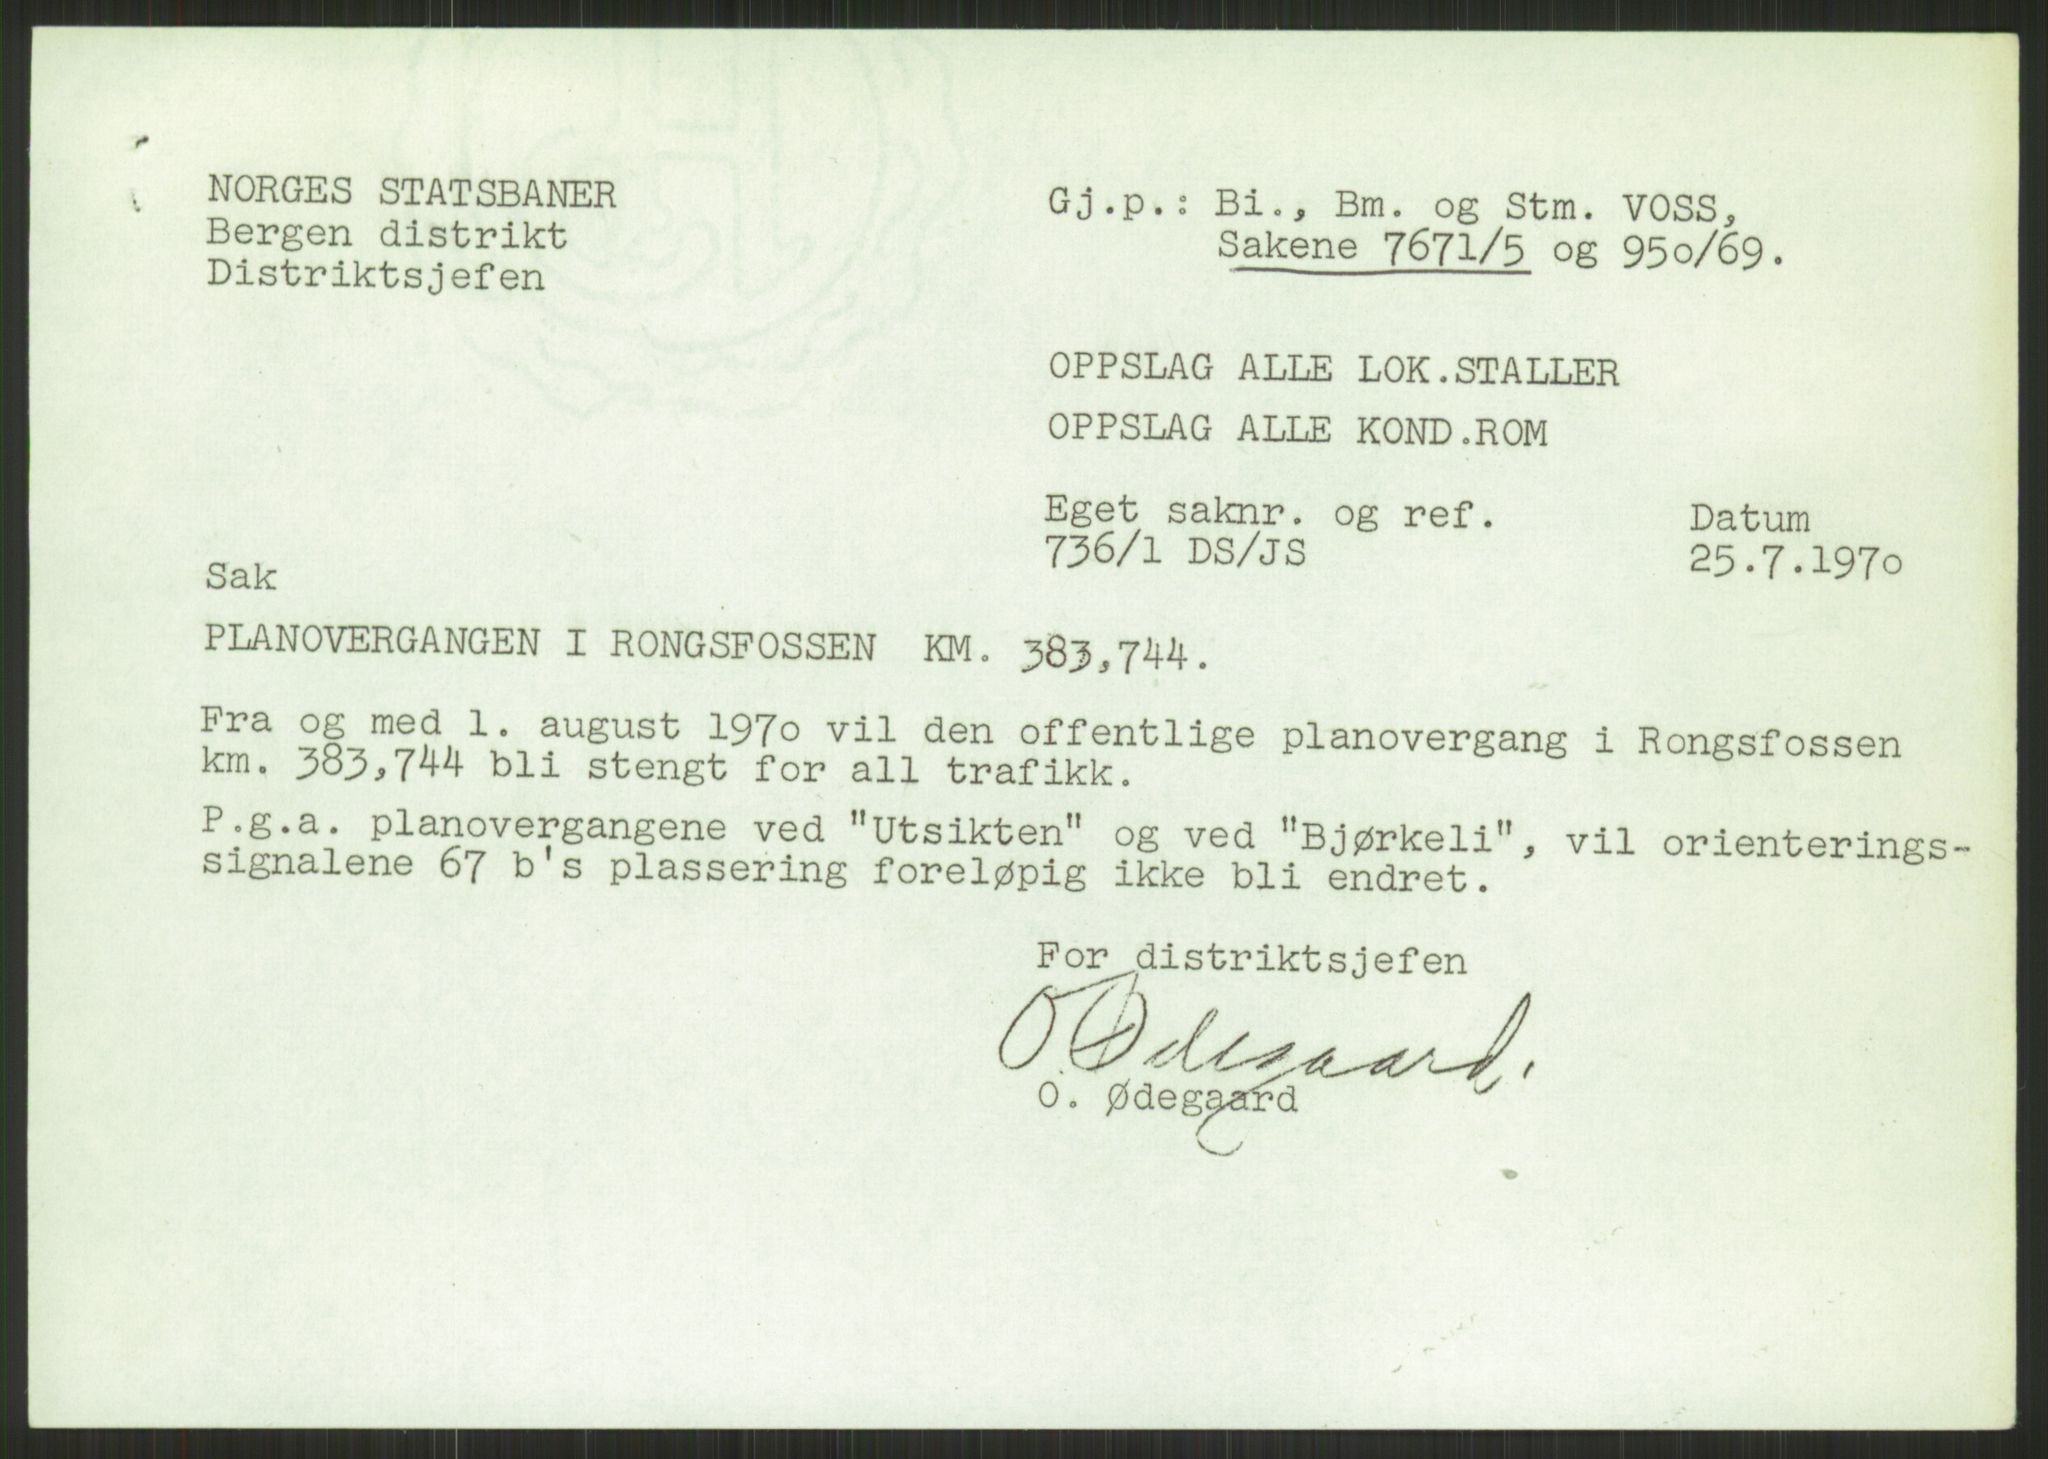 NORGES STATSBANER
Bergen distrikt
Distriktsjefen
Gj.p.: Bi., Bm. og Stm. VOSS,
Sakene 7671/5 og 950/69.
OPPSLAG ALLE LOK.STALLER
OPPSLAG ALLE KOND.ROM
Eget saknr. og ref.
736/1 DS/JS
Datum
25.7.1970
Sak
PLANOVERGANGEN I RONGSFOSSEN KM. 383,744.
Fra og med 1. august 1970 vil den offentlige planovergang i Rongsfossen
km. 383,744 bli stengt for all trafikk.
P.g.a. planovergangene ved "Utsikten" og ved "Bjørkeli", vil orienterings-
signalene 67 b's plassering foreløpig ikke bli endret.
For distriktsjefen
O Ødegaard.
O. Ødegaard